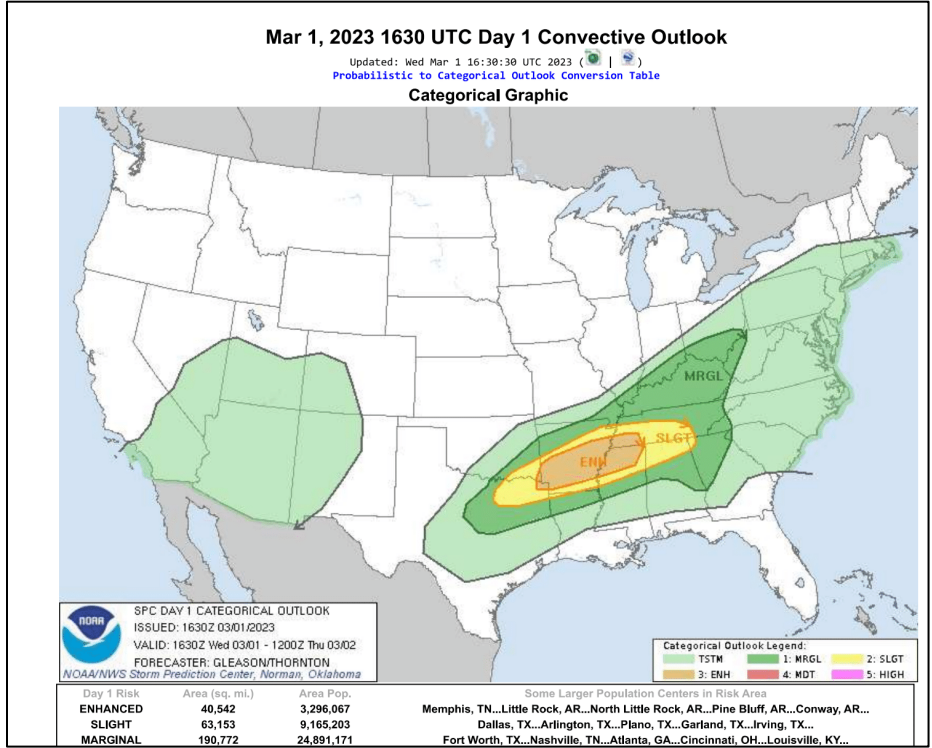 Mar 1, 2023 1630 UTC Day 1 Convective Outlook
Updated: Wed Mar 1 16:30:30 UTC 2023 ( | )
Probabilistic to Categorical Outlook Conversion Table
Categorical Graphic
MRGL
SLGT
ENH
NOAA
SPC DAY 1 CATEGORICAL OUTLOOK
ISSUED: 1630Z 03/01/2023
VALID: 1630Z Wed 03/01 - 1200Z Thu 03/02
FORECASTER: GLEASON/THORNTON
NOAA/NWS Storm Prediction Center, Norman, Oklahoma
Categorical Outlook Legend:
TSTM 1: MRGL 2: SLGT
3: ENH 4: MDT 5: HIGH
Day 1 Risk Area (sq. mi.) Area Pop. Some Larger Population Centers in Risk Area
ENHANCED 40,542 3,296,067 Memphis, TN...Little Rock, AR...North Little Rock, AR...Pine Bluff, AR...Conway, AR...
SLIGHT 63,153 9,165,203 Dallas, TX...Arlington, TX...Plano, TX...Garland, TX...Irving, TX...
MARGINAL 190,772 24,891,171 Fort Worth, TX...Nashville, TN...Atlanta, GA...Cincinnati, OH...Louisville, KY...